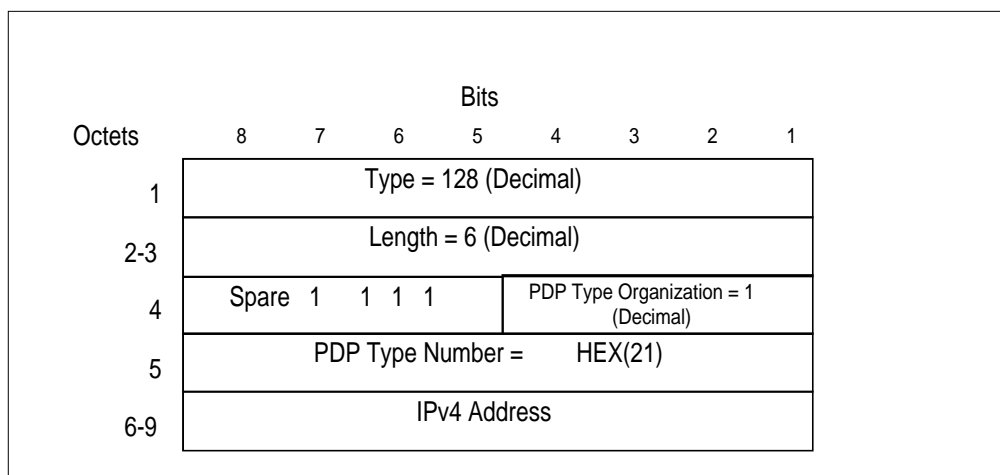 Bits
Octets 8 7 6 5 4 3 2 1
1 Type = 128 (Decimal)
2-3 Length = 6 (Decimal)
4 Spare 1 1 1 1 PDP Type Organization = 1
(Decimal)
5 PDP Type Number = HEX(21)
6-9 IPv4 Address